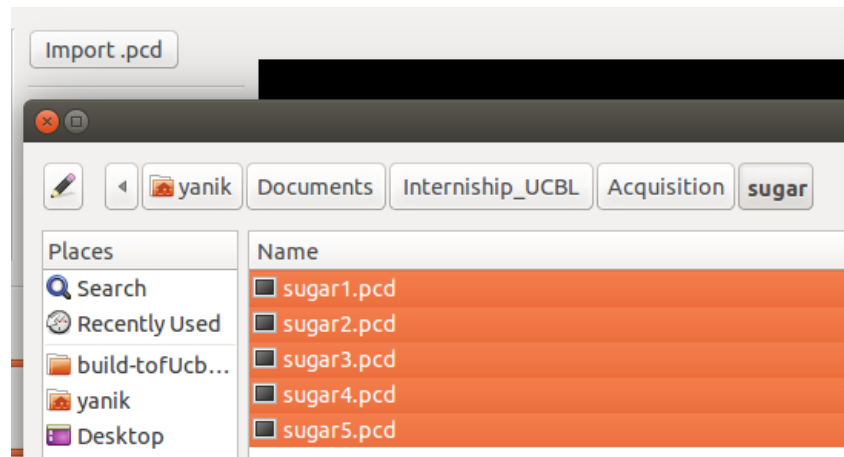 Import .pcd
yanik Documents Interniship_UCBL Acquisition sugar
Places Name
Search sugar1.pcd
Recently Used sugar2.pcd
build-tofUcb... sugar3.pcd
yanik sugar4.pcd
Desktop sugar5.pcd